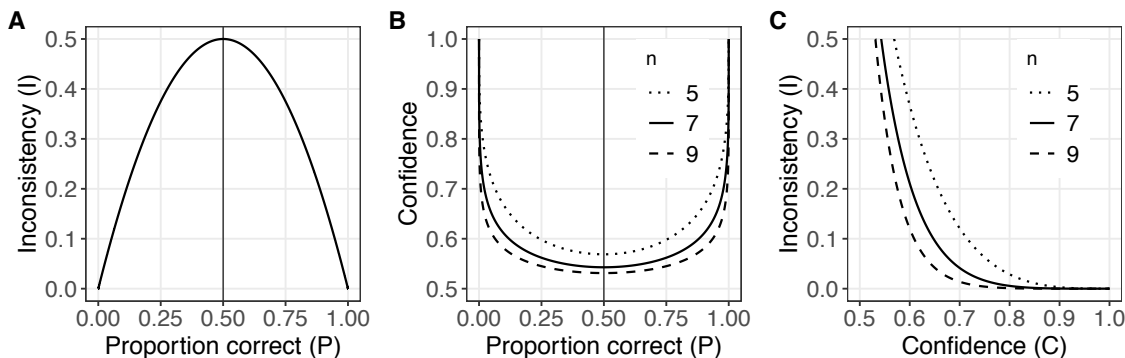 A
Inconsistency (I)
0.5
0.4
0.3
0.2
0.1
0.0
0.00 0.25 0.50 0.75 1.00
Proportion correct (P)
B
Confidence
1.0
0.9
0.8
0.7
0.6
0.5
n
5
7
9
0.00 0.25 0.50 0.75 1.00
Proportion correct (P)
C
Inconsistency (I)
0.5
0.4
0.3
0.2
0.1
0.0
n
5
7
9
0.5 0.6 0.7 0.8 0.9 1.0
Confidence (C)